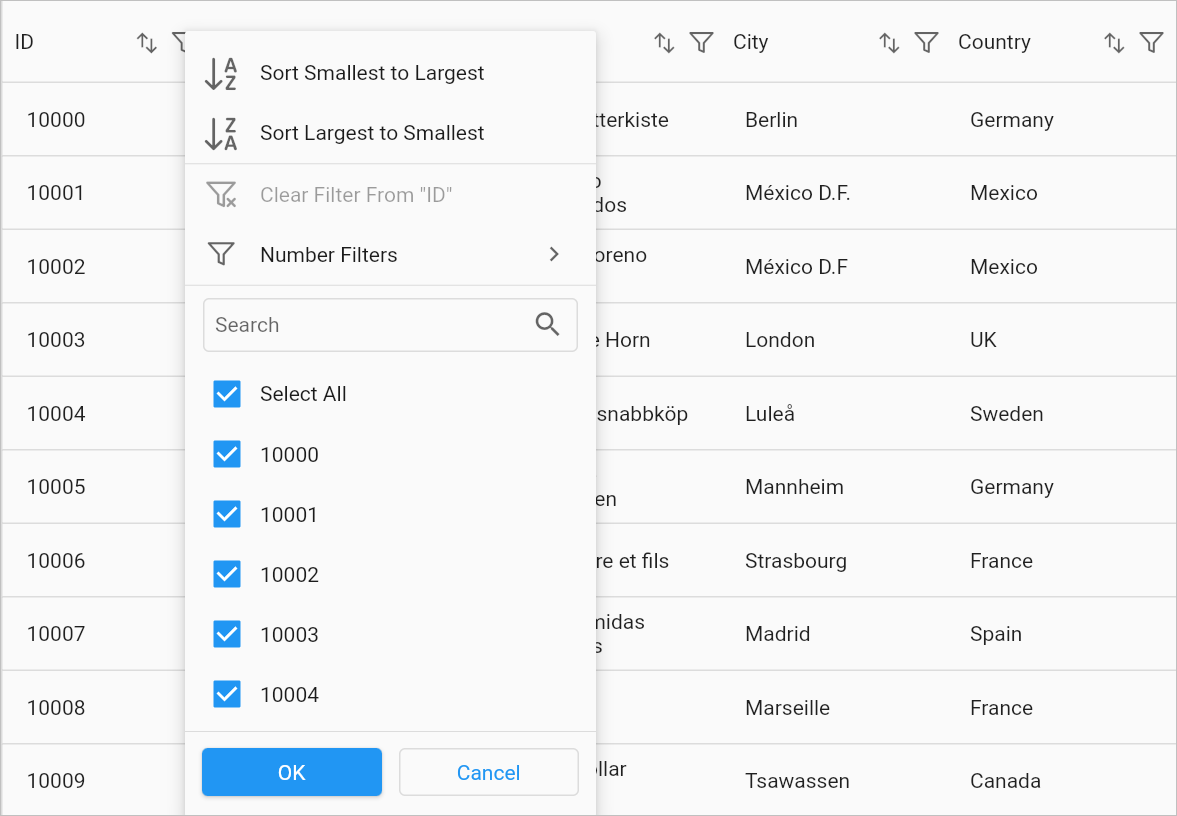 ID City Country
Sort Smallest to Largest
Sort Largest to Smallest
Clear Filter From "ID"
Number Filters
Search
Select All
10000
10001
10002
10003
10004
OK Cancel
10000 tterkiste Berlin Germany
10001 dos México D.F. Mexico
10002 oreno México D.F Mexico
10003 Horn London UK
10004 snabbköp Luleå Sweden
10005 en Mannheim Germany
10006 re et fils Strasbourg France
10007 midas Madrid Spain
10008 Marseille France
10009 ollar Tsawassen Canada